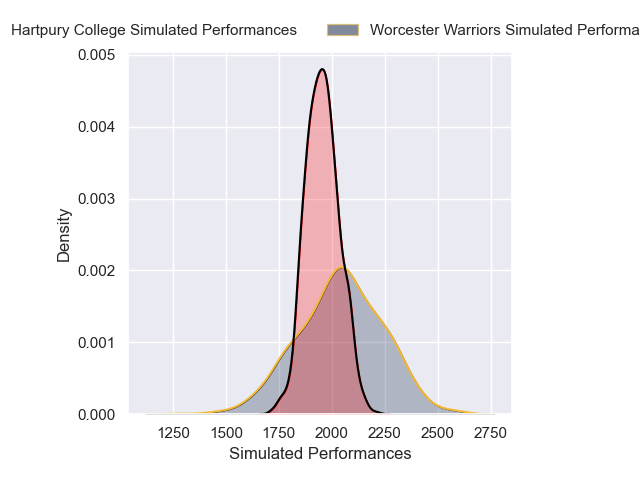 Hartpury College Simulated Performances
Worcester Warriors Simulated
0.005
0.004
0.003
0.002
0.001
0.000
Density
1250 1500 1750 2000 2250 2500 2750
Simulated Performances